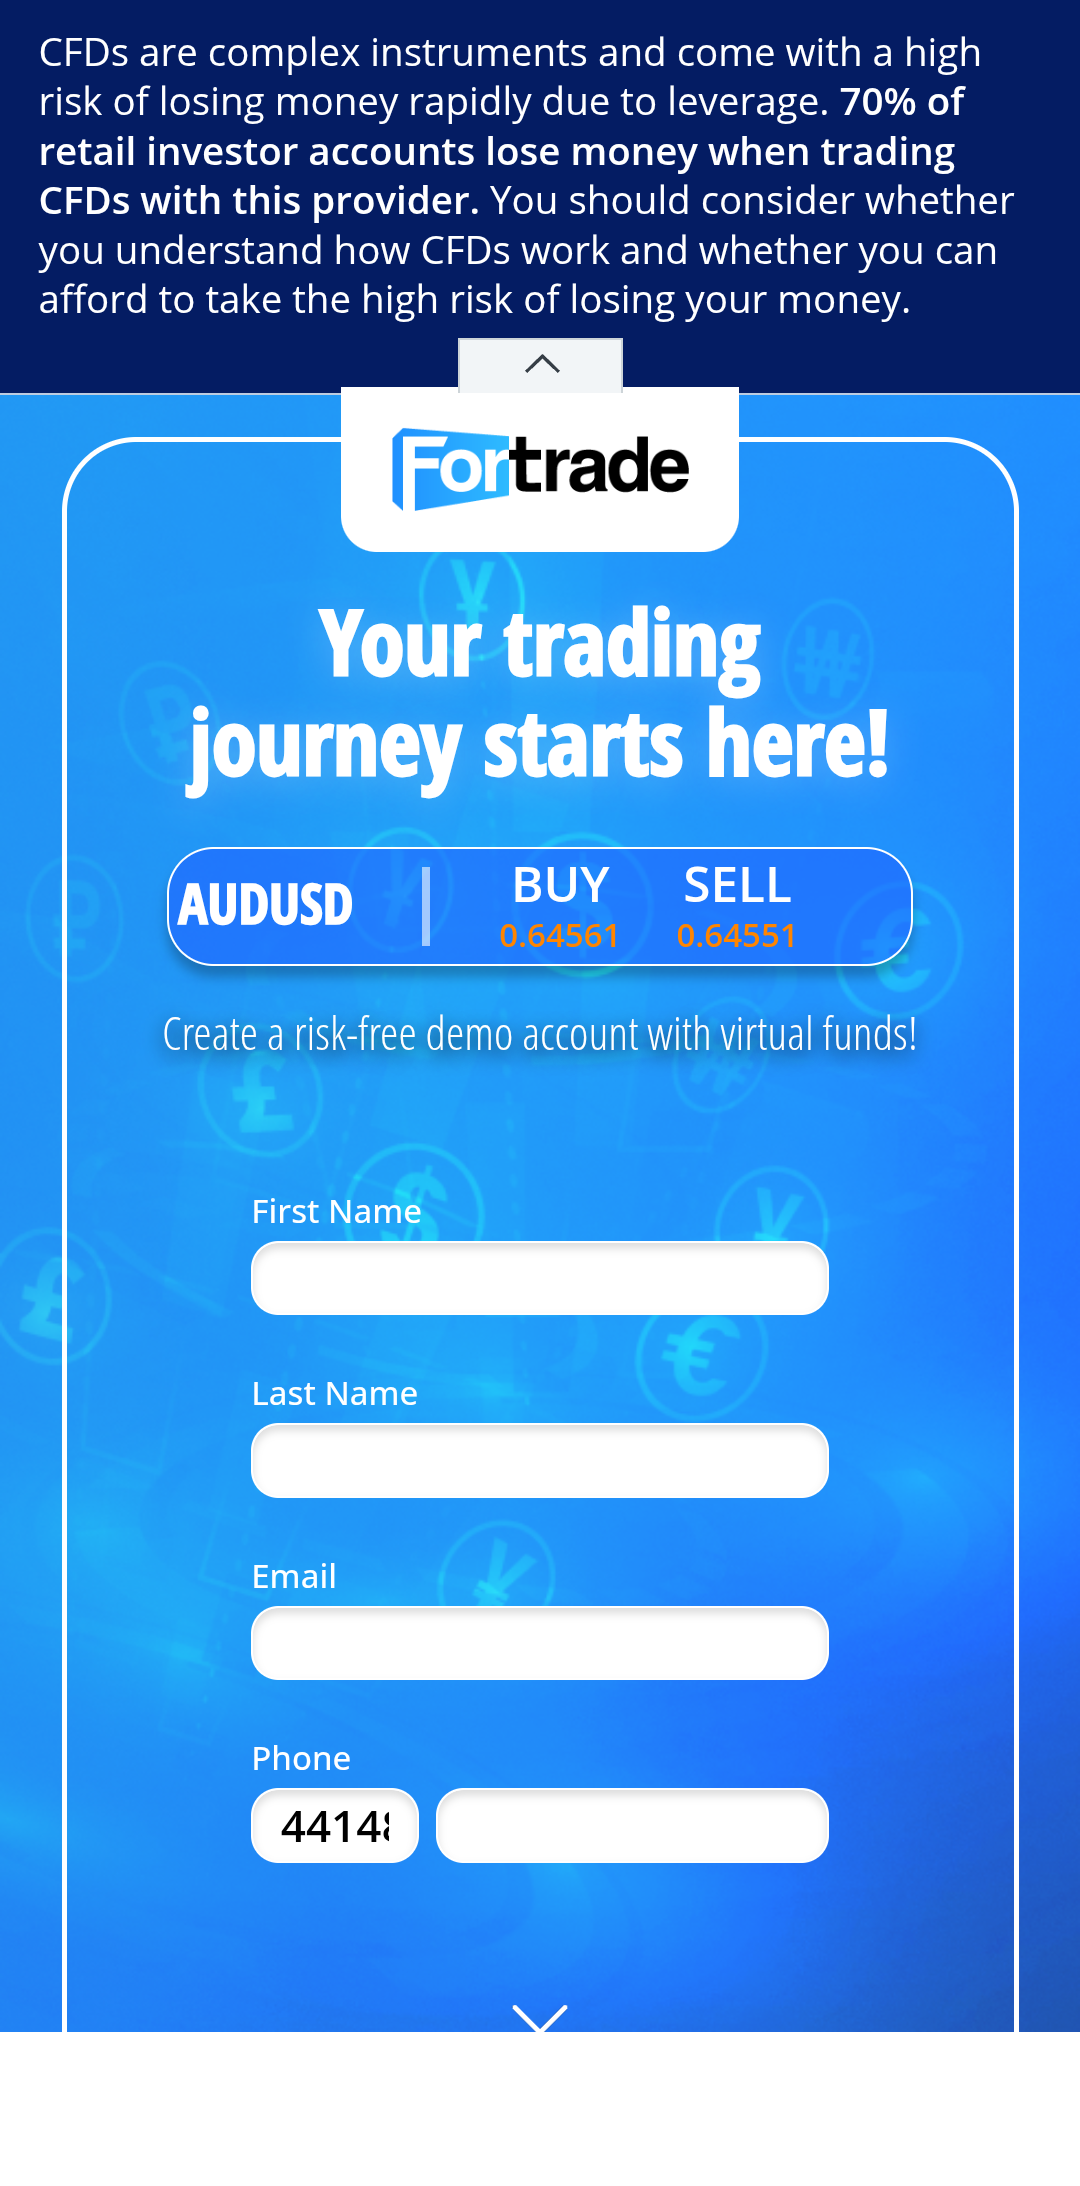 CFDs are complex instruments and come with a high
risk of losing money rapidly due to leverage. 70% of
retail investor accounts lose money when trading
CFDs with this provider. You should consider whether
you understand how CFDs work and whether you can
afford to take the high risk of losing your money.
Fortrade
Your trading
journey starts here!
AUDUSD BUY SELL
0.64561 0.64551
Create a risk-free demo account with virtual funds!
First Name
Last Name
Email
Phone
44148